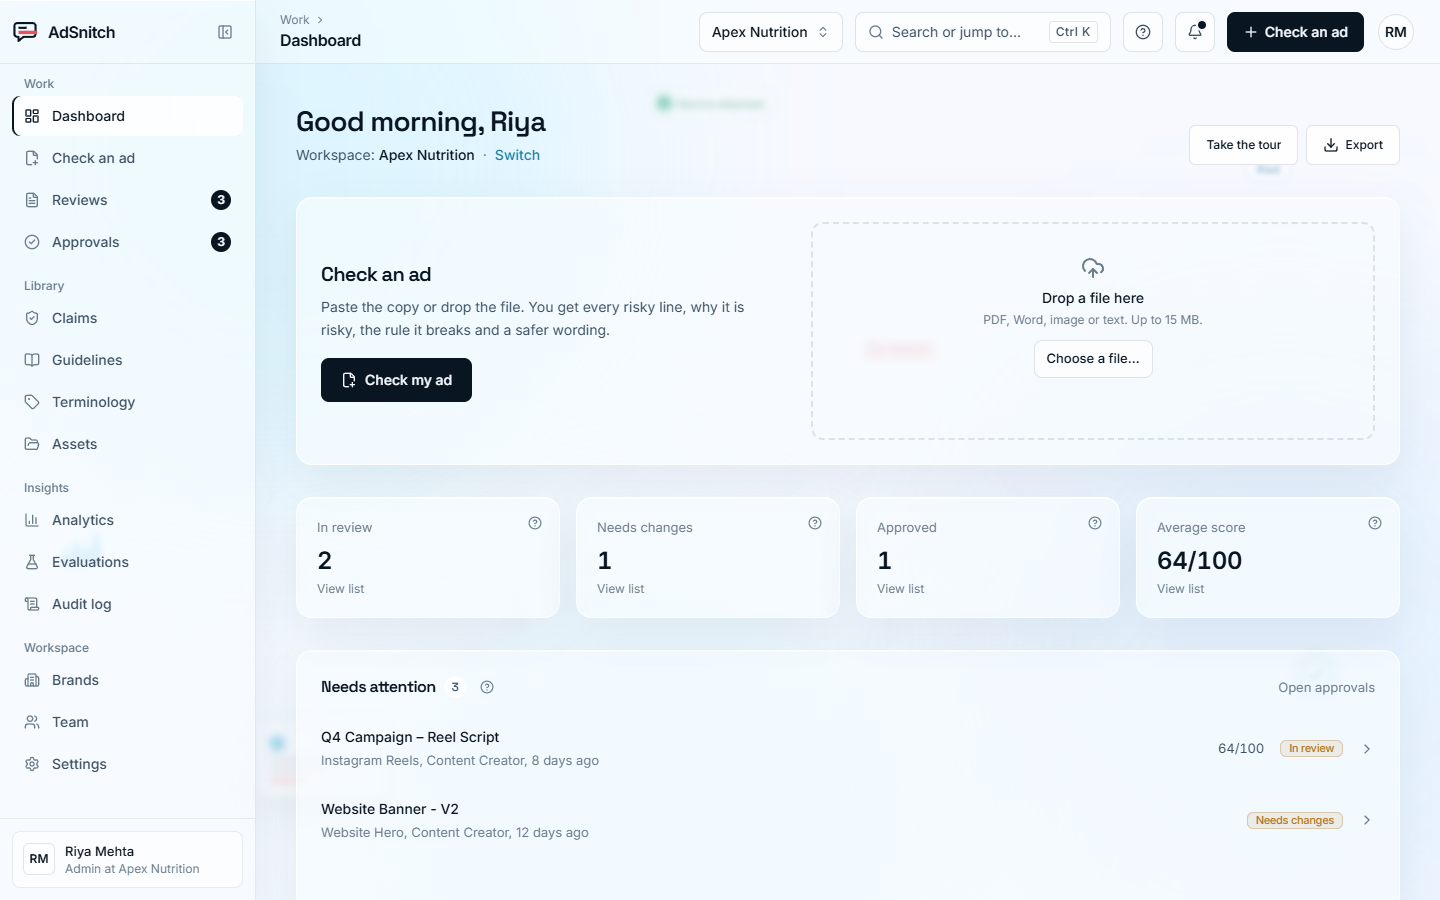 AdSnitch
Work
Dashboard
Check an ad
Reviews 3
Approvals 3
Library
Claims
Guidelines
Terminology
Assets
Insights
Analytics
Evaluations
Audit log
Workspace
Brands
Team
Settings
RM
Riya Mehta
Admin at Apex Nutrition
Work
Dashboard
Apex Nutrition
Search or jump to...
Ctrl K
Check an ad
RM
Good morning, Riya
Workspace: Apex Nutrition · Switch
Take the tour
Export
Check an ad
Paste the copy or drop the file. You get every risky line, why it is
risky, the rule it breaks and a safer wording.
Check my ad
Drop a file here
PDF, Word, image or text. Up to 15 MB.
Choose a file...
In review
2
View list
Needs changes
1
View list
Approved
1
View list
Average score
64/100
View list
Needs attention 3
Open approvals
Q4 Campaign – Reel Script
Instagram Reels, Content Creator, 8 days ago
64/100 In review
Website Banner - V2
Website Hero, Content Creator, 12 days ago
Needs changes